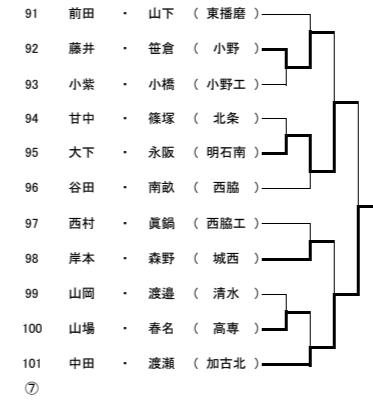 91 前田 ・ 山下 ( 東播磨 )
92 藤井 ・ 笹倉 ( 小野 )
93 小紫 ・ 小橋 ( 小野工 )
94 甘中 ・ 篠塚 ( 北条 )
95 大下 ・ 永阪 ( 明石南 )
96 谷田 ・ 南畝 ( 西脇 )
97 西村 ・ 眞鍋 ( 西脇工 )
98 岸本 ・ 森野 ( 城西 )
99 山岡 ・ 渡邉 ( 清水 )
100 山場 ・ 春名 ( 高専 )
101 中田 ・ 渡瀬 ( 加古北 )
⑦